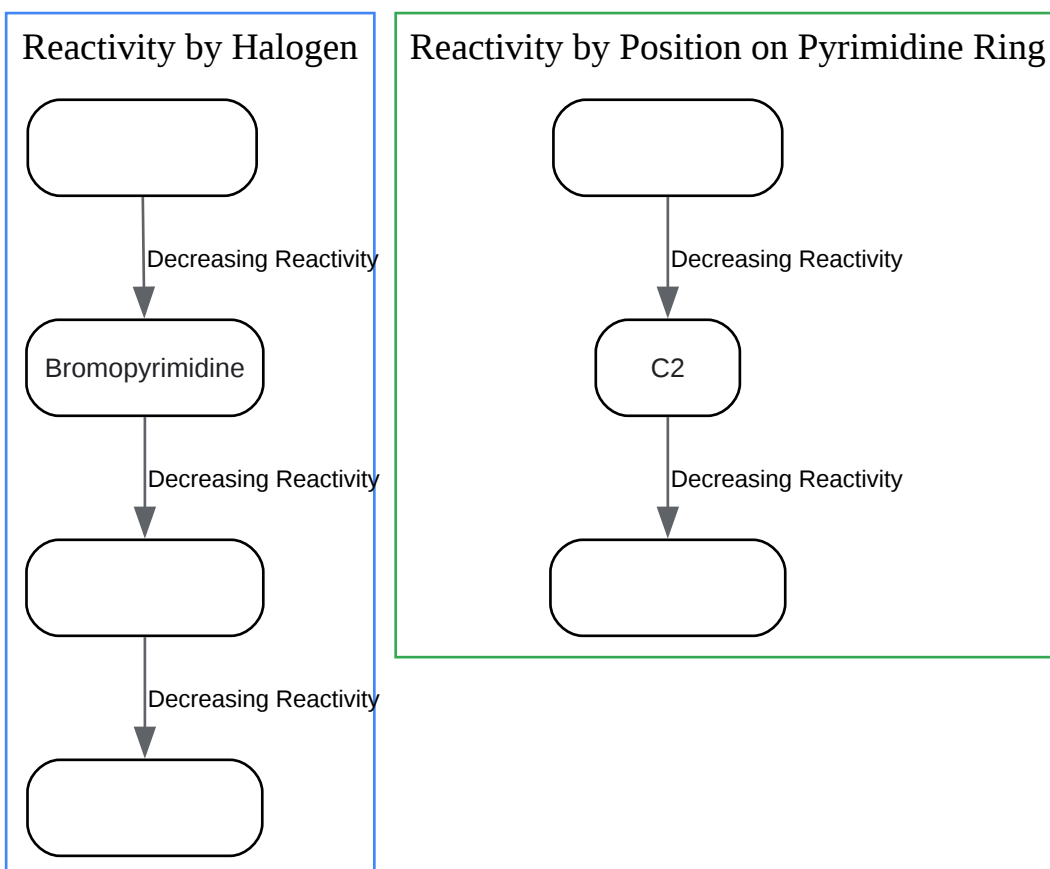 Reactivity by Halogen
Decreasing Reactivity
Bromopyrimidine
Decreasing Reactivity
Decreasing Reactivity
Reactivity by Position on Pyrimidine Ring
Decreasing Reactivity
C2
Decreasing Reactivity